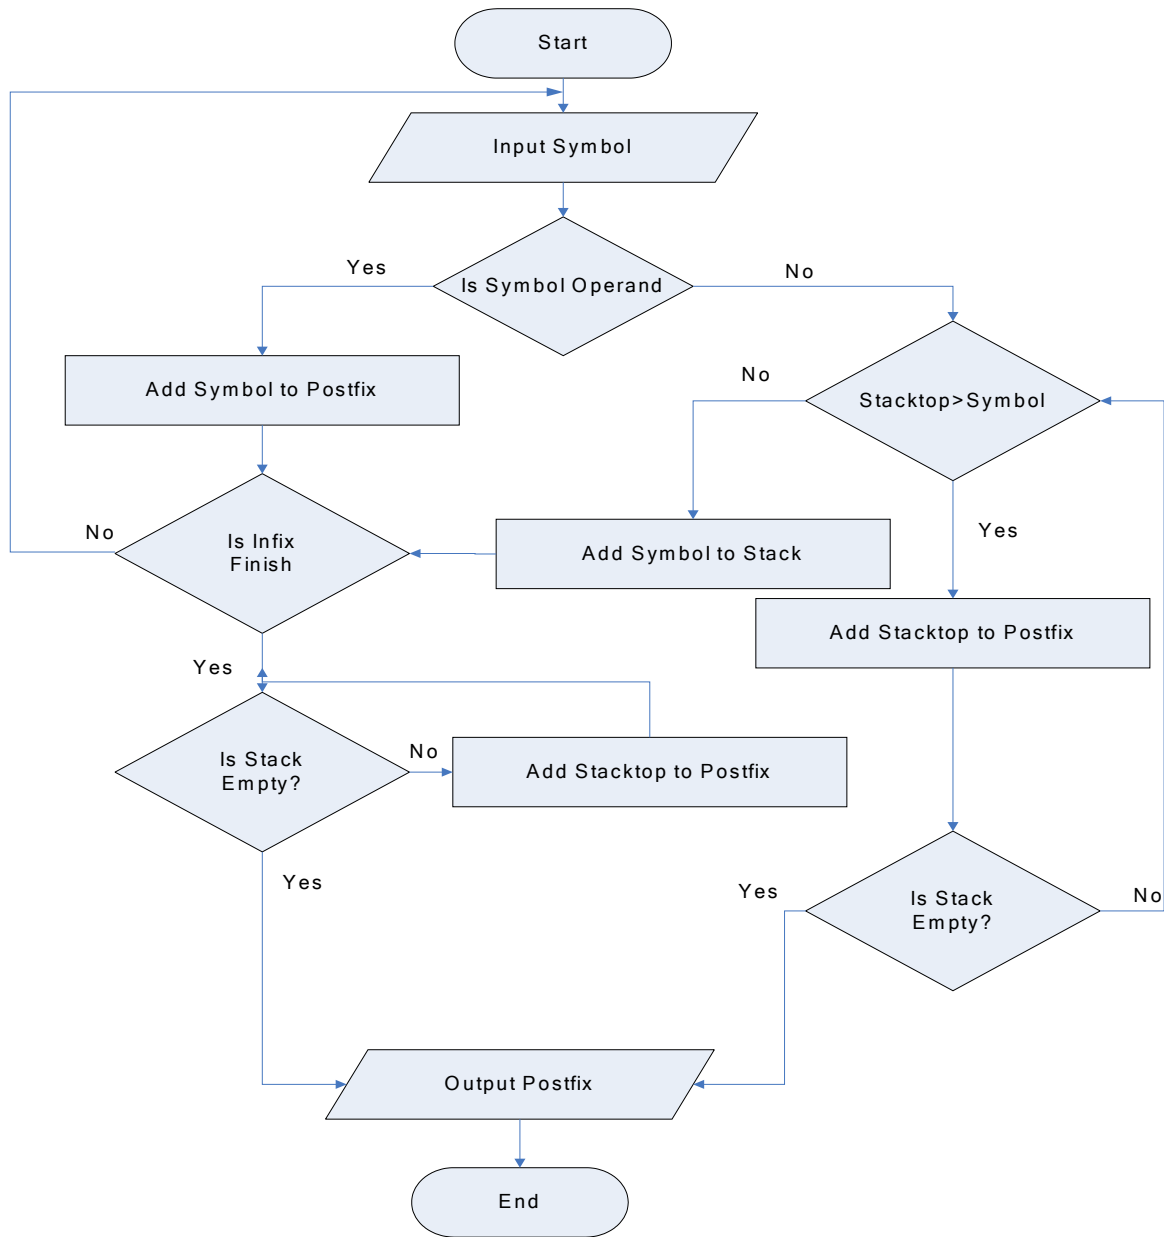 Start
Input Symbol
Is Symbol Operand
Yes
No
Add Symbol to Postfix
No
Stacktop>Symbol
No
Is Infix
Finish
Add Symbol to Stack
Yes
Add Stacktop to Postfix
Yes
Is Stack
Empty?
No
Add Stacktop to Postfix
Yes
Yes
Is Stack
Empty?
No
Output Postfix
End